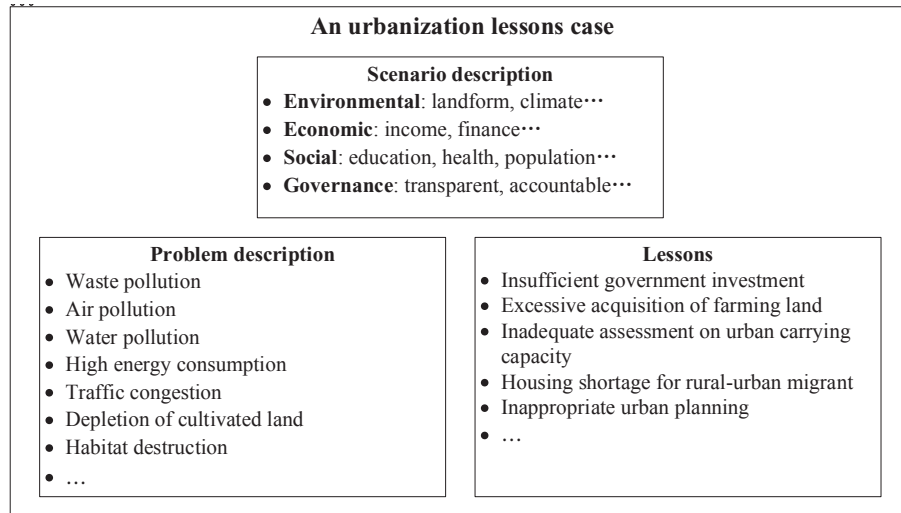 An urbanization lessons case
Scenario description
• Environmental: landform, climate…
• Economic: income, finance…
• Social: education, health, population…
• Governance: transparent, accountable…
Problem description
• Waste pollution
• Air pollution
• Water pollution
• High energy consumption
• Traffic congestion
• Depletion of cultivated land
• Habitat destruction
• …
Lessons
• Insufficient government investment
• Excessive acquisition of farming land
• Inadequate assessment on urban carrying
capacity
• Housing shortage for rural-urban migrant
• Inappropriate urban planning
• …